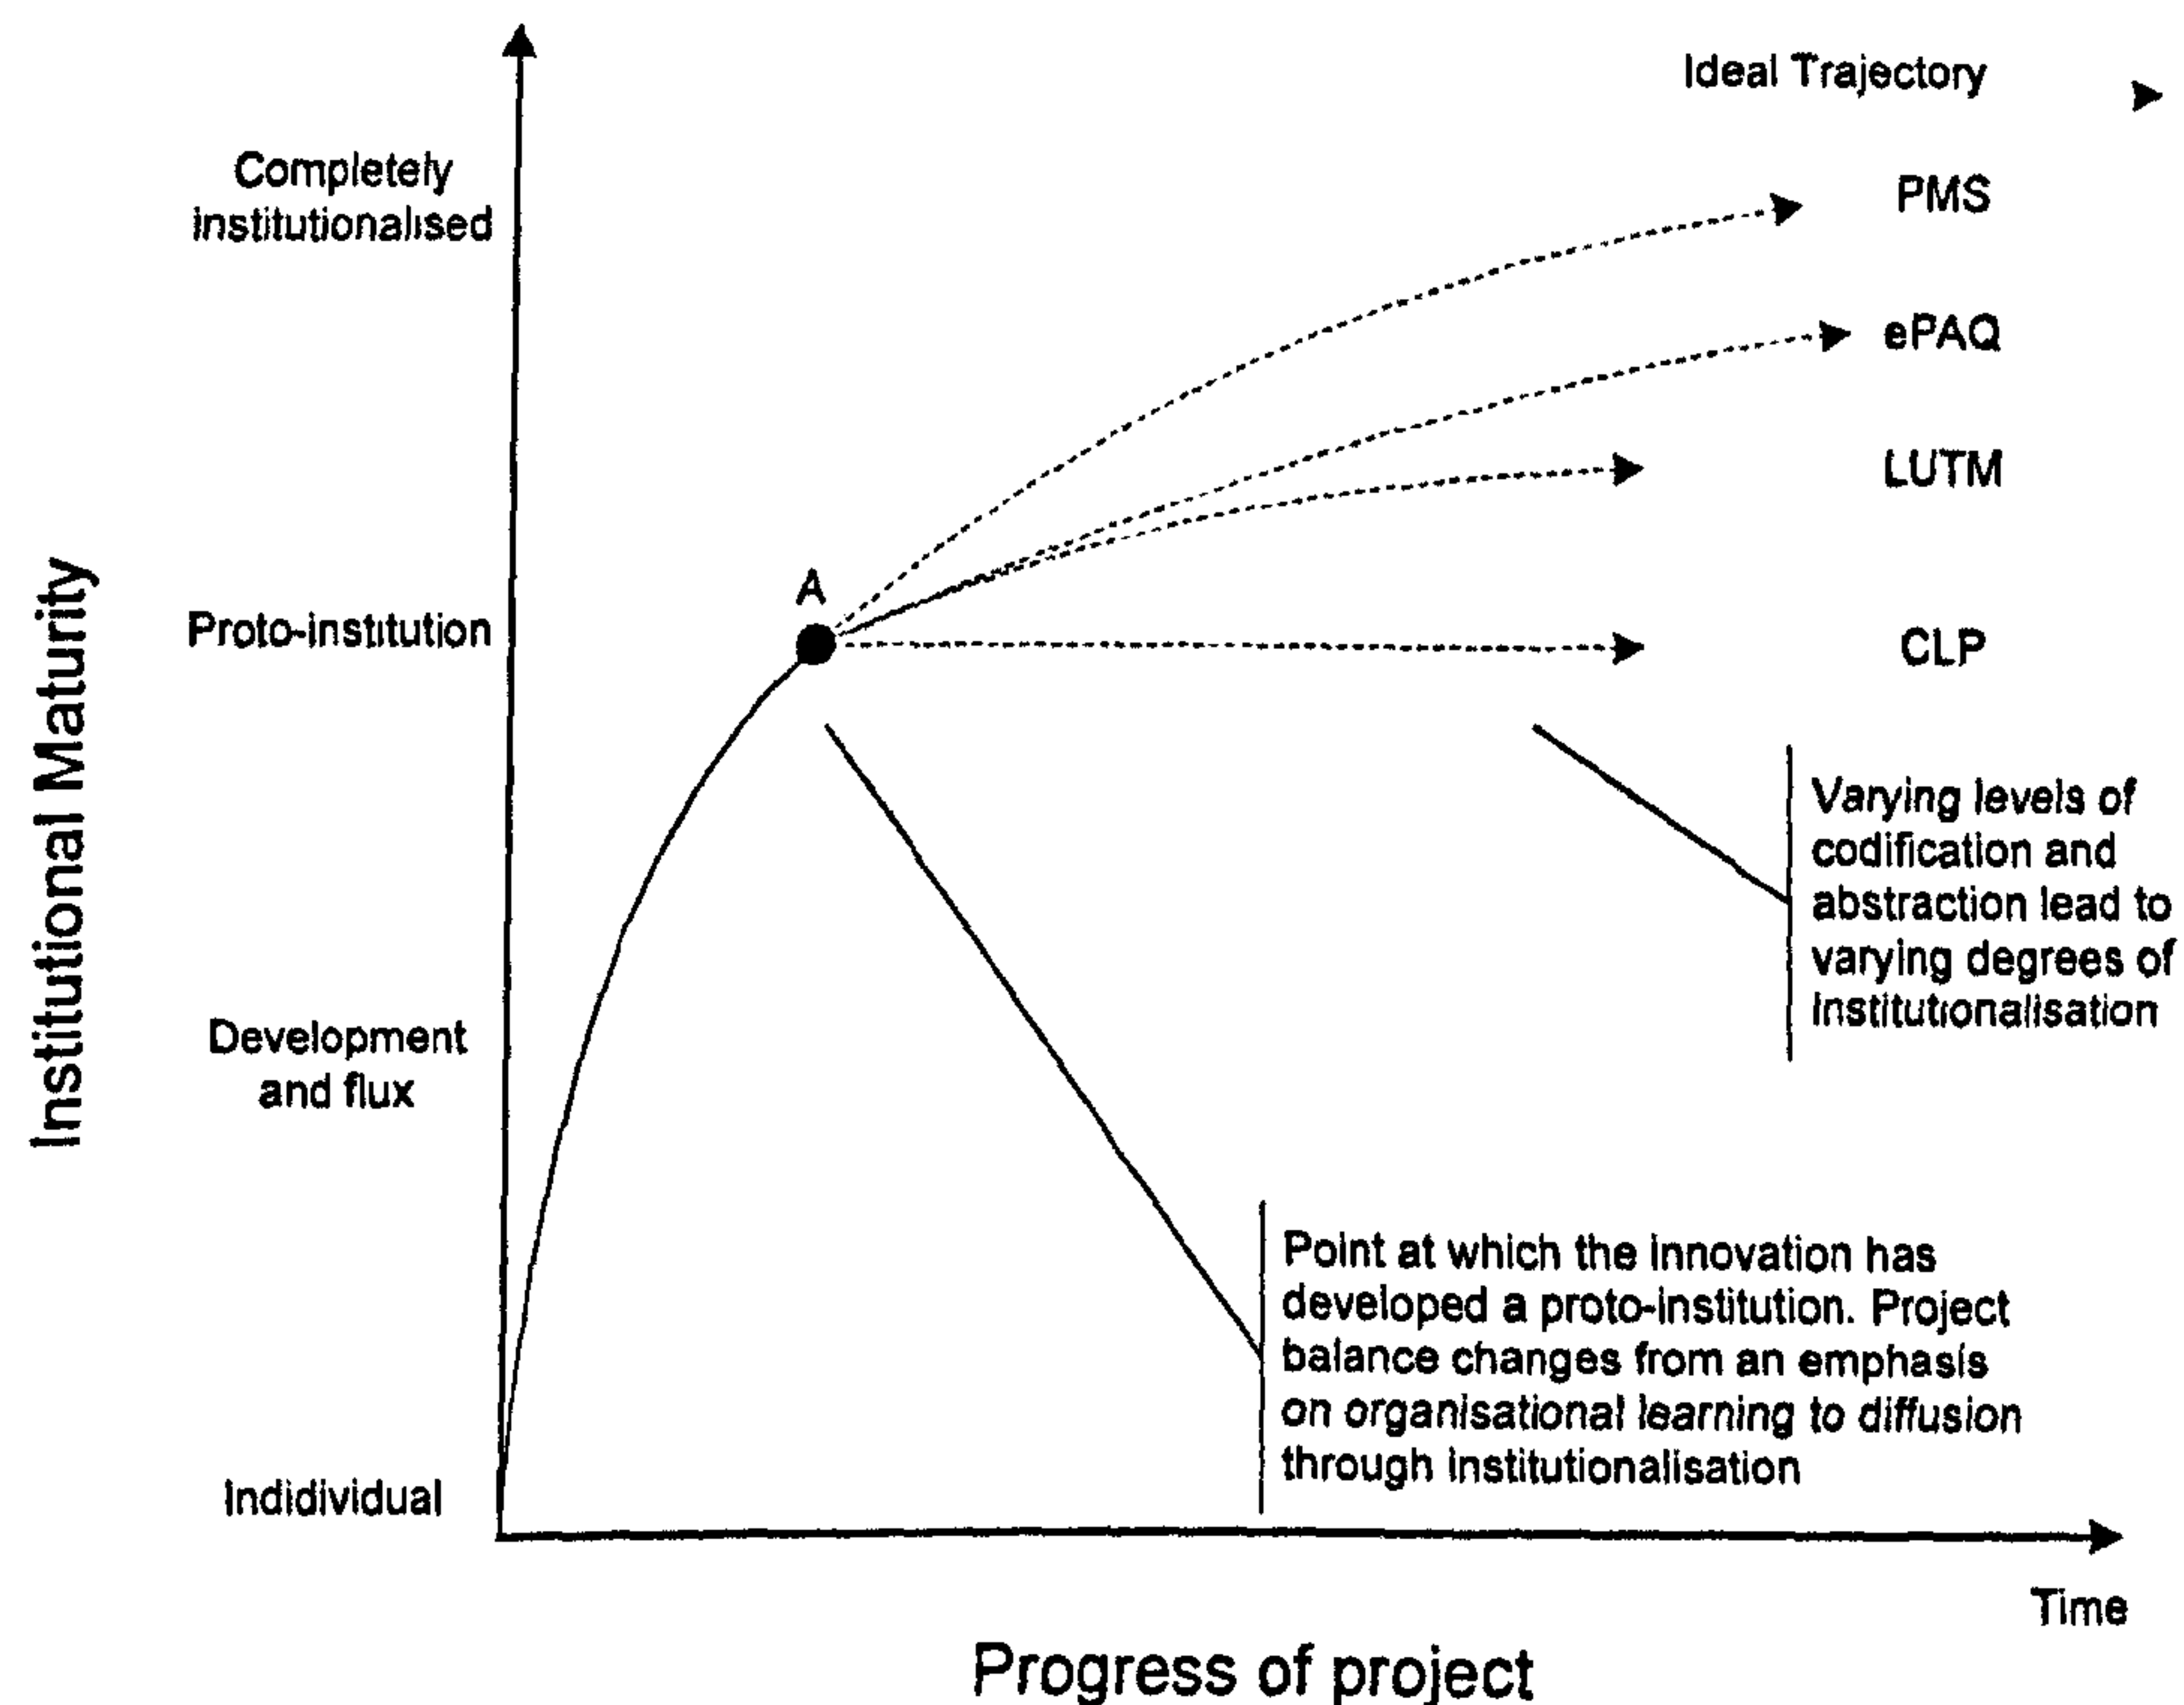 Ideal Trajectory
Completely
institutionalised
PMS
ePAQ
LUTM
A
Proto-institution
CLP
Institutional Maturity
Varying levels of
codification and
abstraction lead to
varying degrees of
institutionalisation
Development
and flux
Point at which the innovation has
developed a proto-institution. Project
balance changes from an emphasis
on organisational learning to diffusion
through institutionalisation
Indidividual
Time
Progress of project